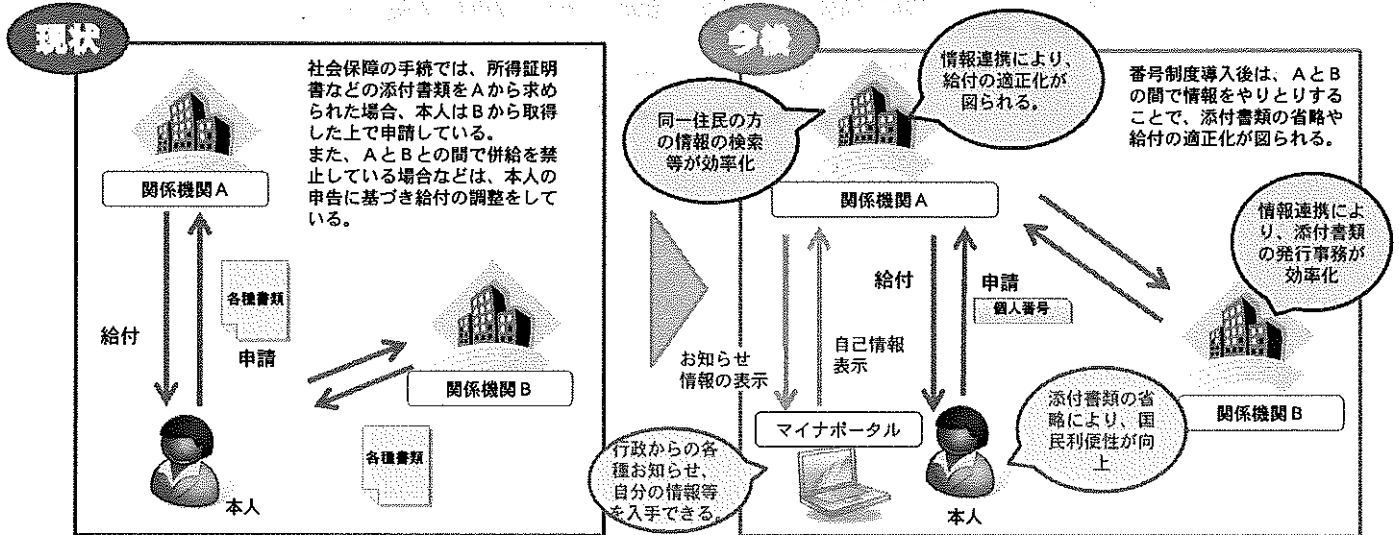 現状
社会保障の手続では、所得証明
書などの添付書類をAから求め
られた場合、本人はBから取得
した上で申請している。
また、AとBとの間で併給を禁
止している場合などは、本人の
申告に基づき給付の調整をして
いる。
関係機関A
各種書類
給付
申請
関係機関B
各種書類
本人
今後
情報連携により、
給付の適正化が
図られる。
同一住民の方
の情報の検索
等が効率化
番号制度導入後は、AとB
の間で情報をやりとりする
ことで、添付書類の省略や
給付の適正化が図られる。
関係機関A
情報連携によ
り、添付書類
の発行事務が
効率化
給付
申請
個人番号
お知らせ
情報の表示
自己情報
表示
関係機関B
マイナポータル
添付書類の省
略により、国
民利便性が向
上
行政からの各
種お知らせ、
自分の情報等
を入手できる。
本人